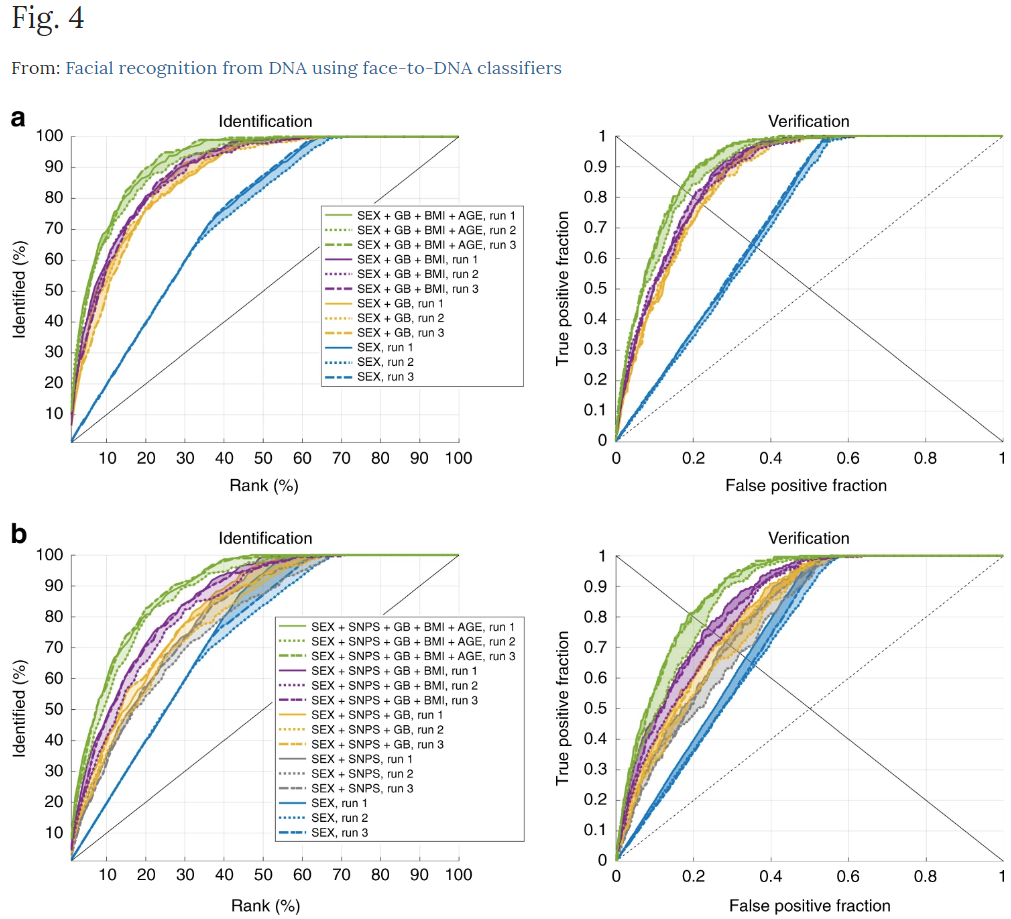 Fig. 4
From: Facial recognition from DNA using face-to-DNA classifiers
a
Identification
100
90
80
70
60
50
40
30
20
10
Identified (%)
10 20 30 40 50 60 70 80 90 100
Rank (%)
SEX + GB + BMI + AGE, run 1
SEX + GB + BMI + AGE, run 2
SEX + GB + BMI + AGE, run 3
SEX + GB + BMI, run 1
SEX + GB + BMI, run 2
SEX + GB + BMI, run 3
SEX + GB, run 1
SEX + GB, run 2
SEX + GB, run 3
SEX, run 1
SEX, run 2
SEX, run 3
Verification
1
0.9
0.8
0.7
0.6
0.5
0.4
0.3
0.2
0.1
0
True positive fraction
0 0.2 0.4 0.6 0.8 1
False positive fraction
b
Identification
100
90
80
70
60
50
40
30
20
10
Identified (%)
10 20 30 40 50 60 70 80 90 100
Rank (%)
SEX + SNPS + GB + BMI + AGE, run 1
SEX + SNPS + GB + BMI + AGE, run 2
SEX + SNPS + GB + BMI + AGE, run 3
SEX + SNPS + GB + BMI, run 1
SEX + SNPS + GB + BMI, run 2
SEX + SNPS + GB + BMI, run 3
SEX + SNPS + GB, run 1
SEX + SNPS + GB, run 2
SEX + SNPS + GB, run 3
SEX + SNPS, run 1
SEX + SNPS, run 2
SEX + SNPS, run 3
SEX, run 1
SEX, run 2
SEX, run 3
Verification
1
0.9
0.8
0.7
0.6
0.5
0.4
0.3
0.2
0.1
0
True positive fraction
0 0.2 0.4 0.6 0.8 1
False positive fraction